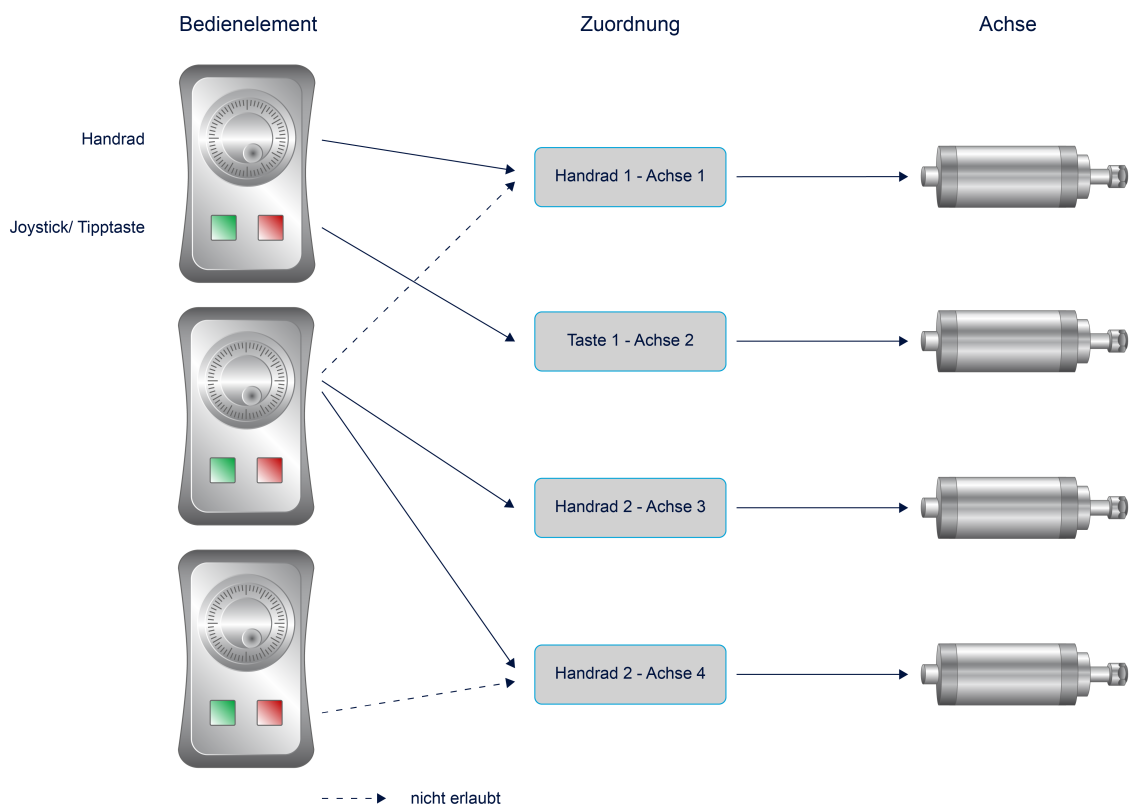 Bedienelement
Zuordnung
Achse
Handrad
Handrad 1 - Achse 1
Joystick/ Tipptaste
Taste 1 - Achse 2
Handrad 2 - Achse 3
Handrad 2 - Achse 4
nicht erlaubt